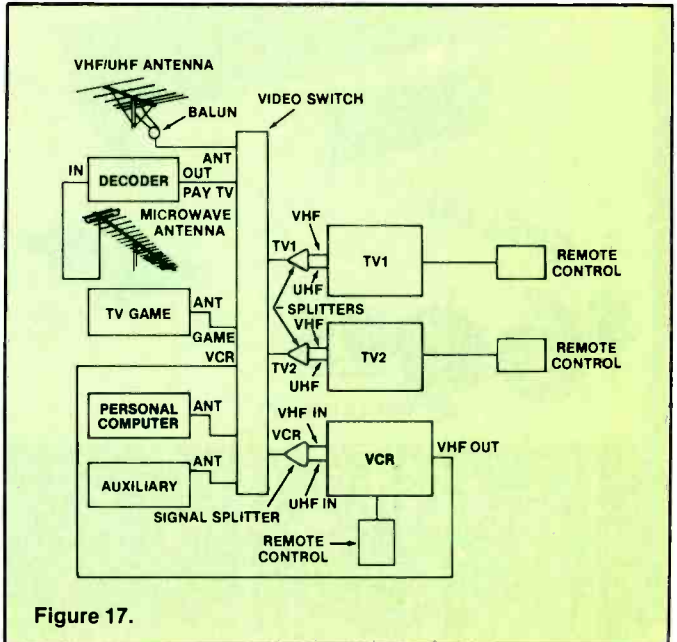 VHF/UHF ANTENNA
BALUN
VIDEO SWITCH
ANT
IN
DECODER
OUT
PAY TV
MICROWAVE
ANTENNA
VHF
TV1
UHF
TV1
REMOTE
CONTROL
SPLITTERS
TV GAME
ANT
GAME
VCR
VHF
TV2
UHF
TV2
REMOTE
CONTROL
PERSONAL
COMPUTER
ANT
AUXILIARY
ANT
VHF IN
VCR
UHF IN
VCR
VHF OUT
SIGNAL SPLITTER
REMOTE
CONTROL
Figure 17.